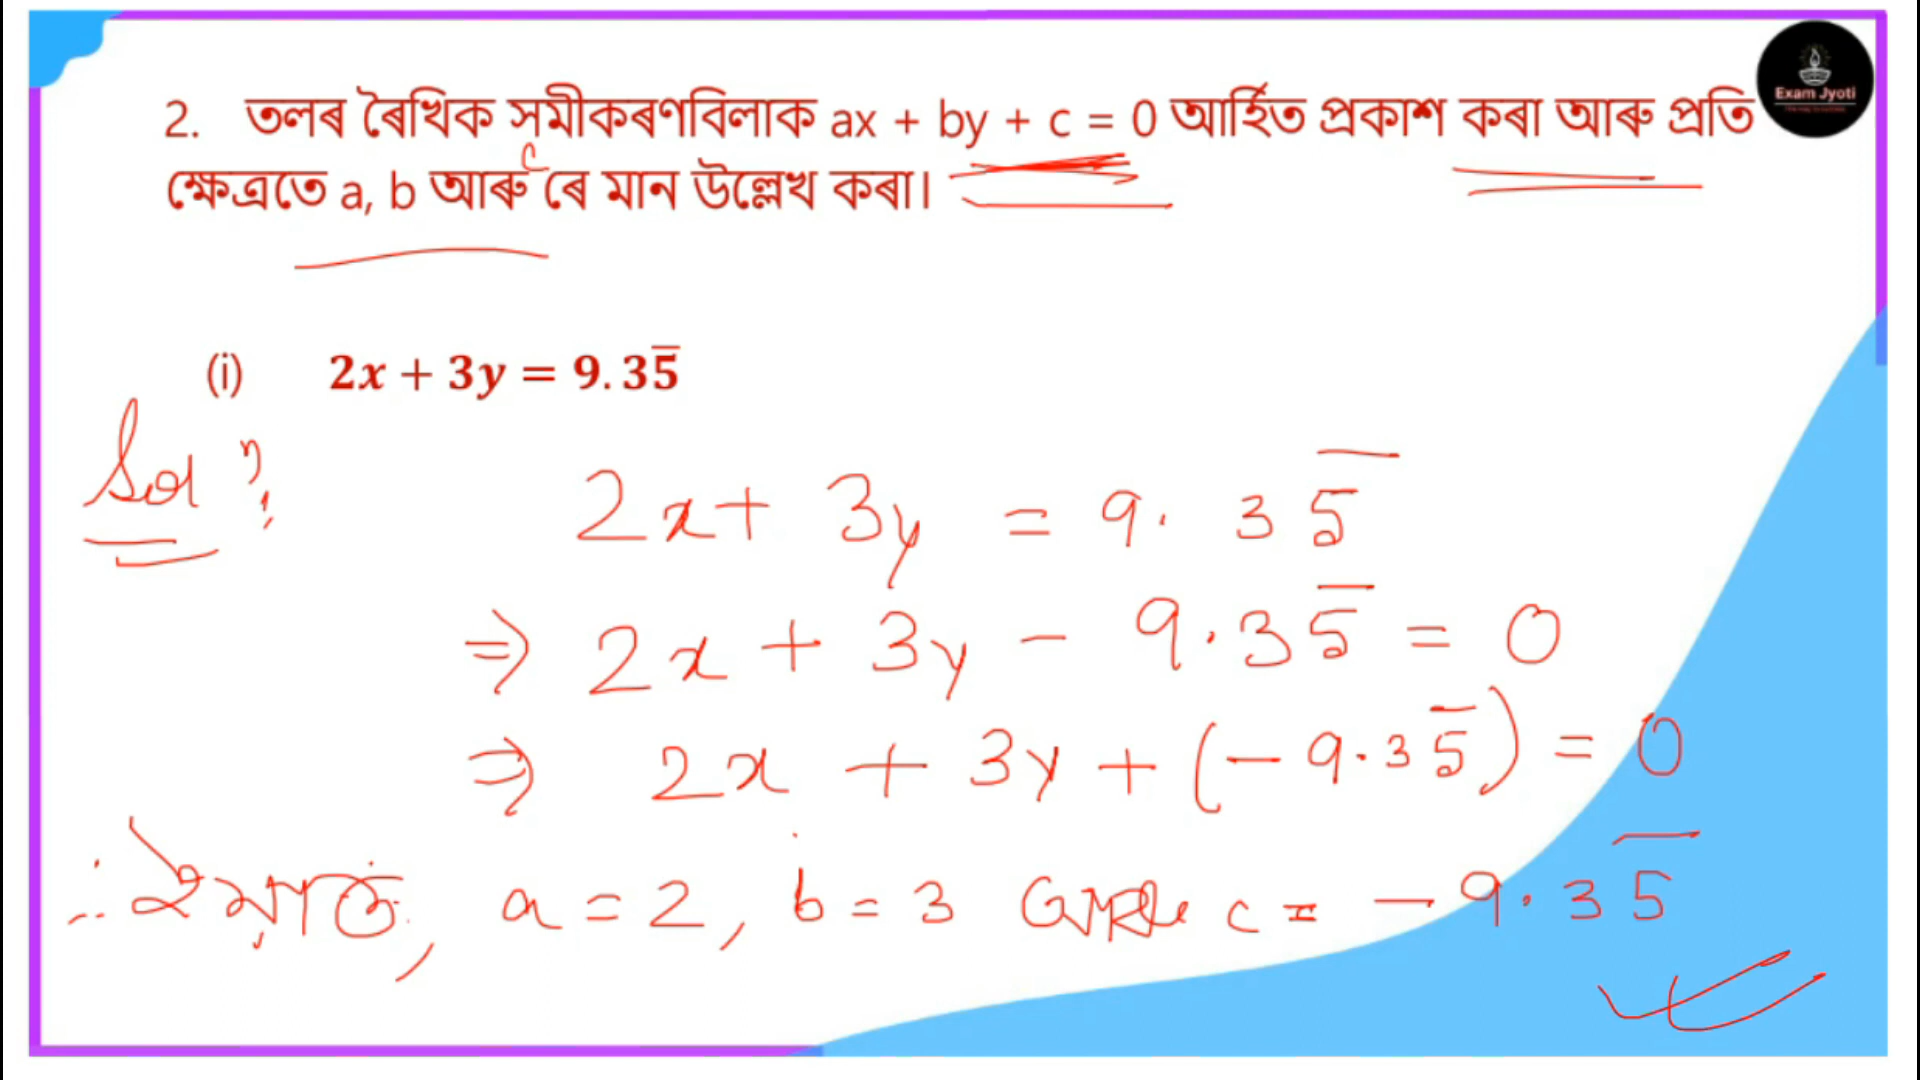 Exam Jyoti
2. তলৰ ৰৈখিক সমীকৰণবিলাক ax + by + c = 0 আৰ্হিত প্ৰকাশ কৰা আৰু প্ৰতি
c
ক্ষেত্ৰতে a, b আৰু ৰে মান উল্লেখ কৰা।
(i) 2x + 3y = 9.35̅
Solⁿ:
2x + 3y = 9.35̅
⇒ 2x + 3y - 9.35̅ = 0
⇒ 2x + 3y + (-9.35̅) = 0
∴ ইয়াত, a = 2, b = 3 আৰু c = -9.35̅